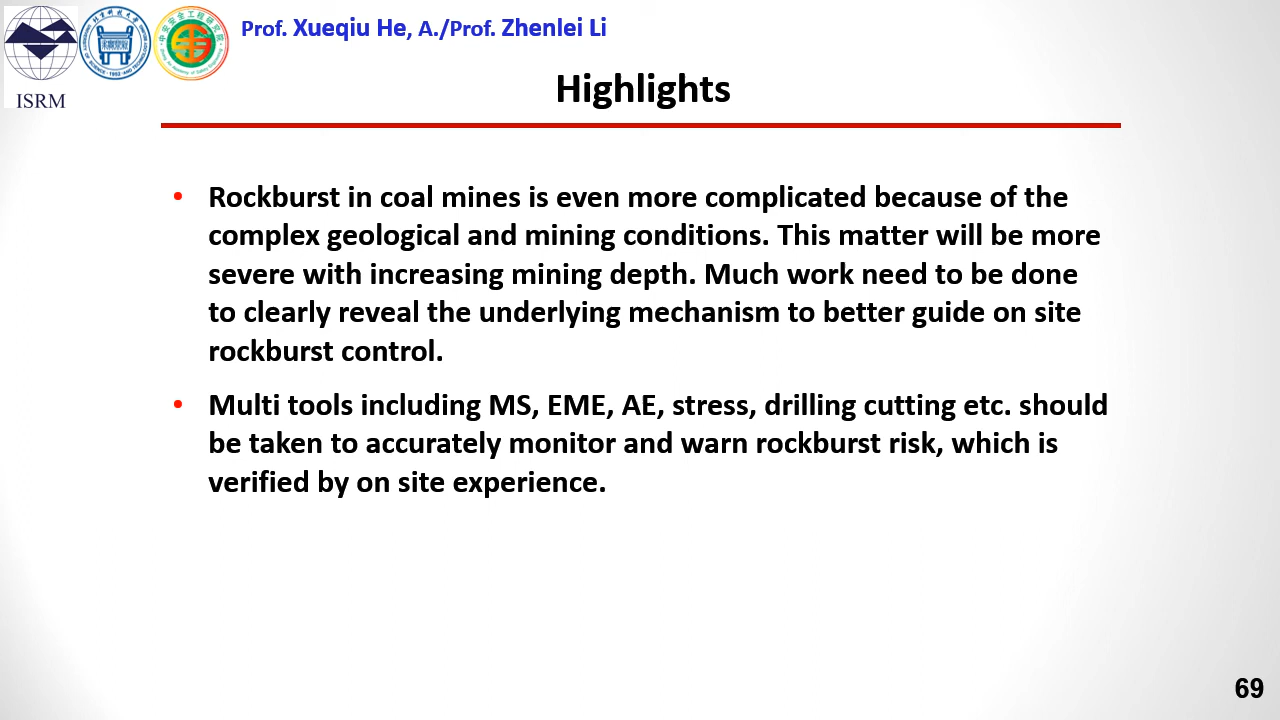 Prof. Xueqiu He, A./Prof. Zhenlei Li
ISRM
Highlights
• Rockburst in coal mines is even more complicated because of the
complex geological and mining conditions. This matter will be more
severe with increasing mining depth. Much work need to be done
to clearly reveal the underlying mechanism to better guide on site
rockburst control.
• Multi tools including MS, EME, AE, stress, drilling cutting etc. should
be taken to accurately monitor and warn rockburst risk, which is
verified by on site experience.
69